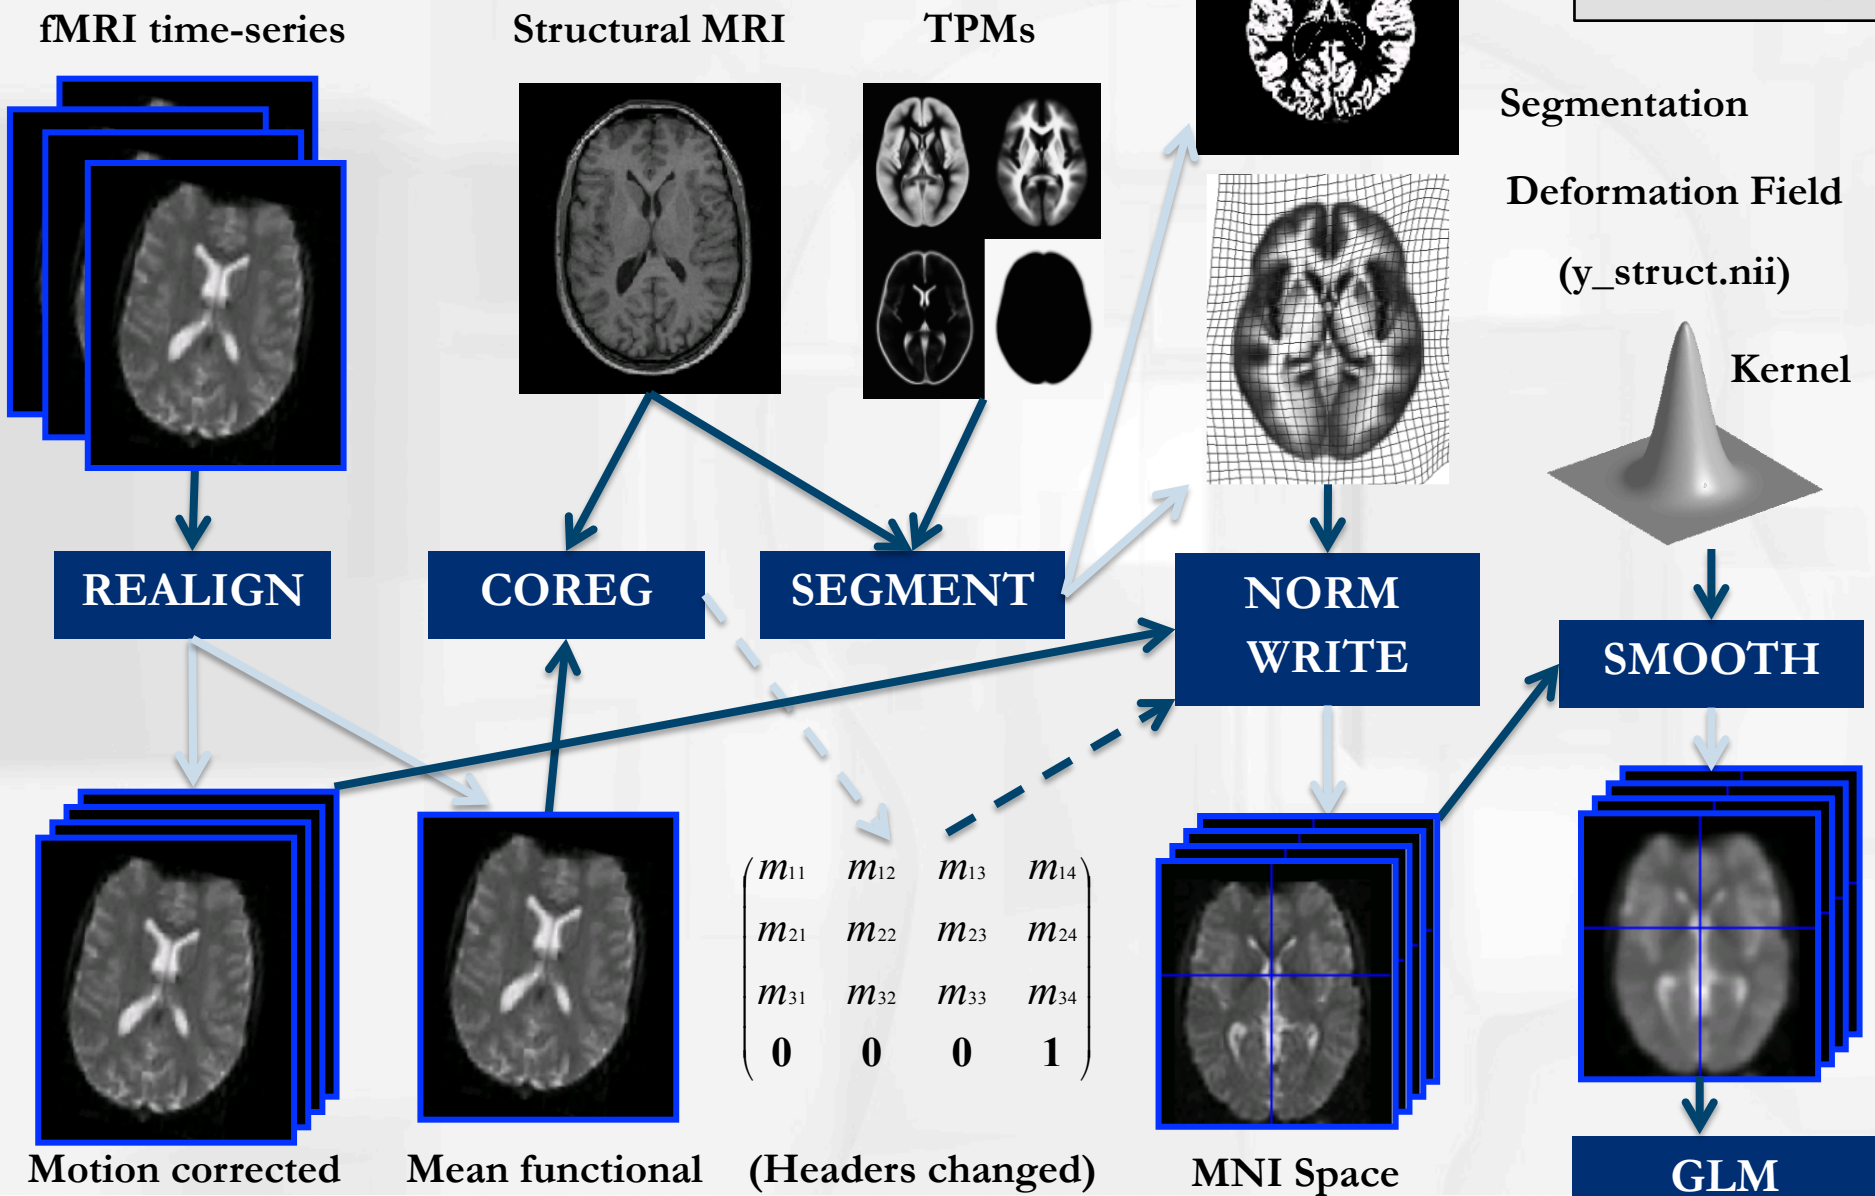 fMRI time-series
Structural MRI
TPMs
Segmentation
Deformation Field
(y_struct.nii)
Kernel
REALIGN
COREG
SEGMENT
NORM
WRITE
SMOOTH
m11 m12 m13 m14
m21 m22 m23 m24
m31 m32 m33 m34
0 0 0 1
Motion corrected
Mean functional
(Headers changed)
MNI Space
GLM